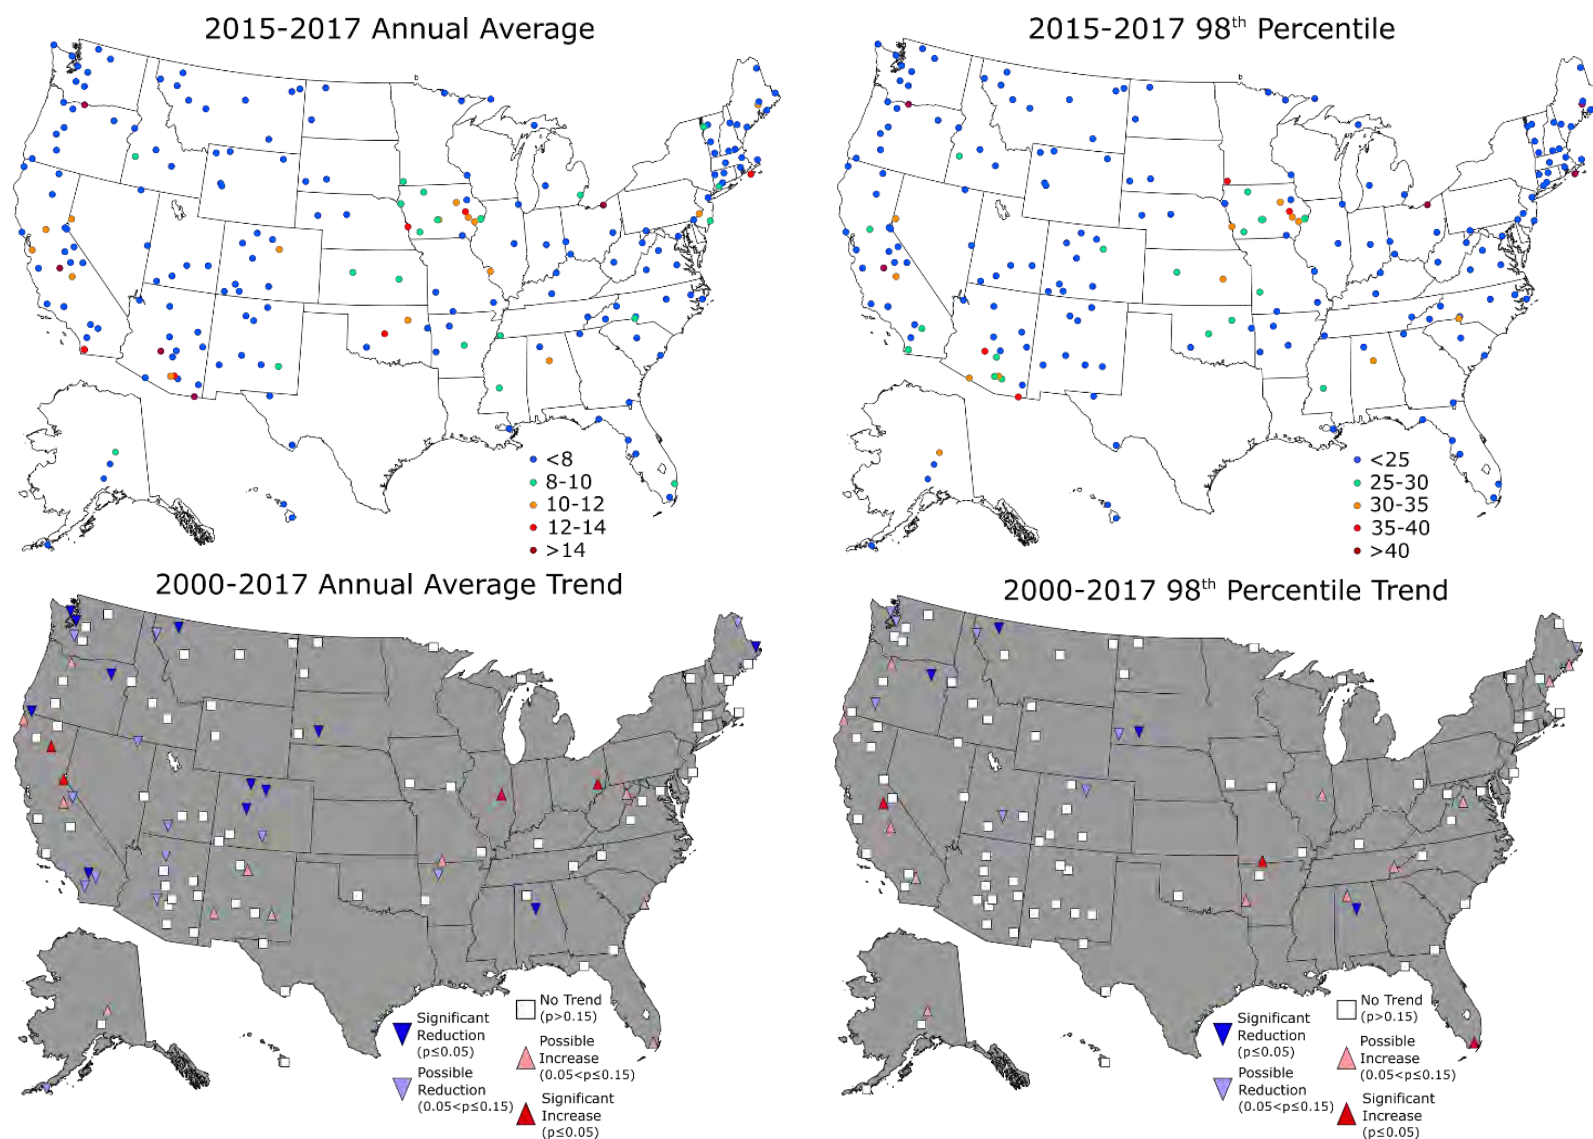 2015-2017 Annual Average
<8
8-10
10-12
12-14
>14
2015-2017 98th Percentile
<25
25-30
30-35
35-40
>40
2000-2017 Annual Average Trend
Significant
Reduction
(p≤0.05)
Possible
Reduction
(0.05<p≤0.15)
No Trend
(p>0.15)
Possible
Increase
(0.05<p≤0.15)
Significant
Increase
(p≤0.05)
2000-2017 98th Percentile Trend
Significant
Reduction
(p≤0.05)
Possible
Reduction
(0.05<p≤0.15)
No Trend
(p>0.15)
Possible
Increase
(0.05<p≤0.15)
Significant
Increase
(p≤0.05)